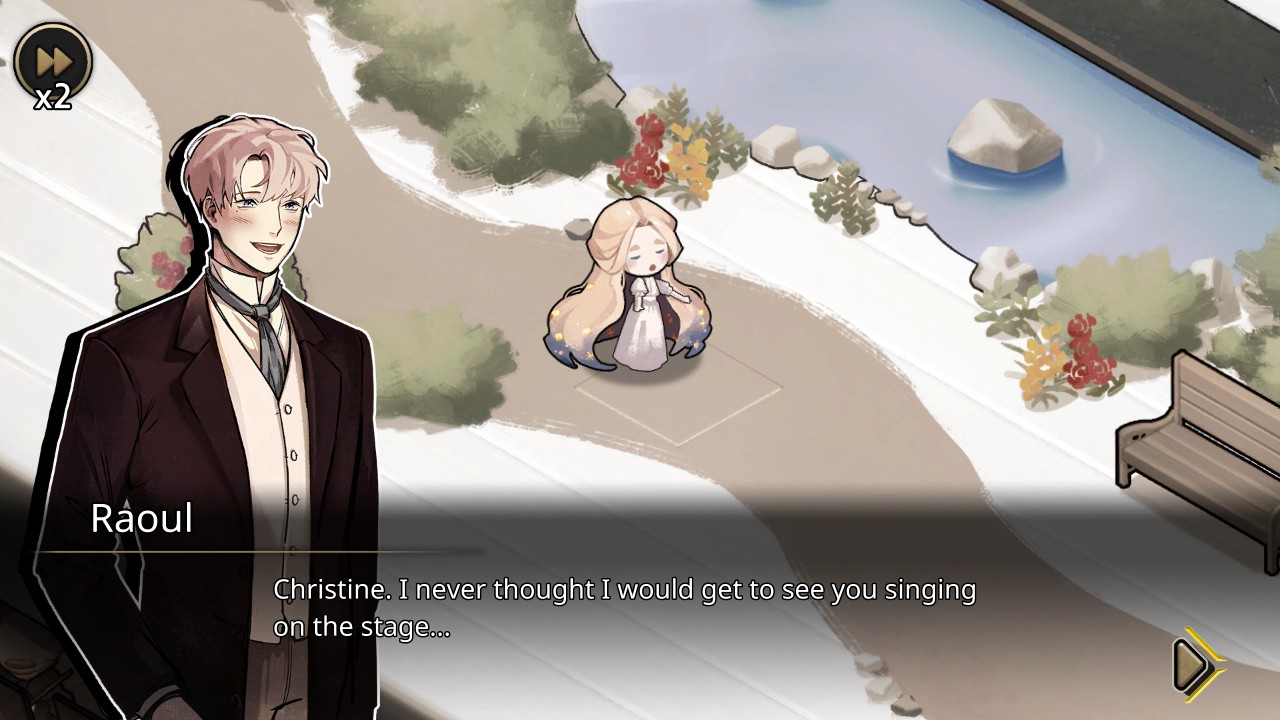 x2
Raoul
Christine. I never thought I would get to see you singing
on the stage...